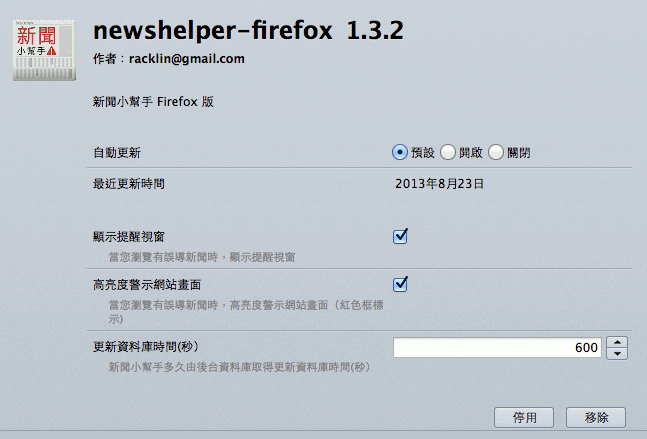 新聞
小幫手
newshelper-firefox 1.3.2
作者：racklin@gmail.com
新聞小幫手 Firefox 版
自動更新 預設 開啟 關閉
最近更新時間 2013年8月23日
顯示提醒視窗
當您瀏覽有誤導新聞時，顯示提醒視窗
高亮度警示網站畫面
當您瀏覽有誤導新聞時，高亮度警示網站畫面（紅色框標
示)
更新資料庫時間(秒） 600
新聞小幫手多久由後台資料庫取得更新資料庫時間(秒）
停用 移除